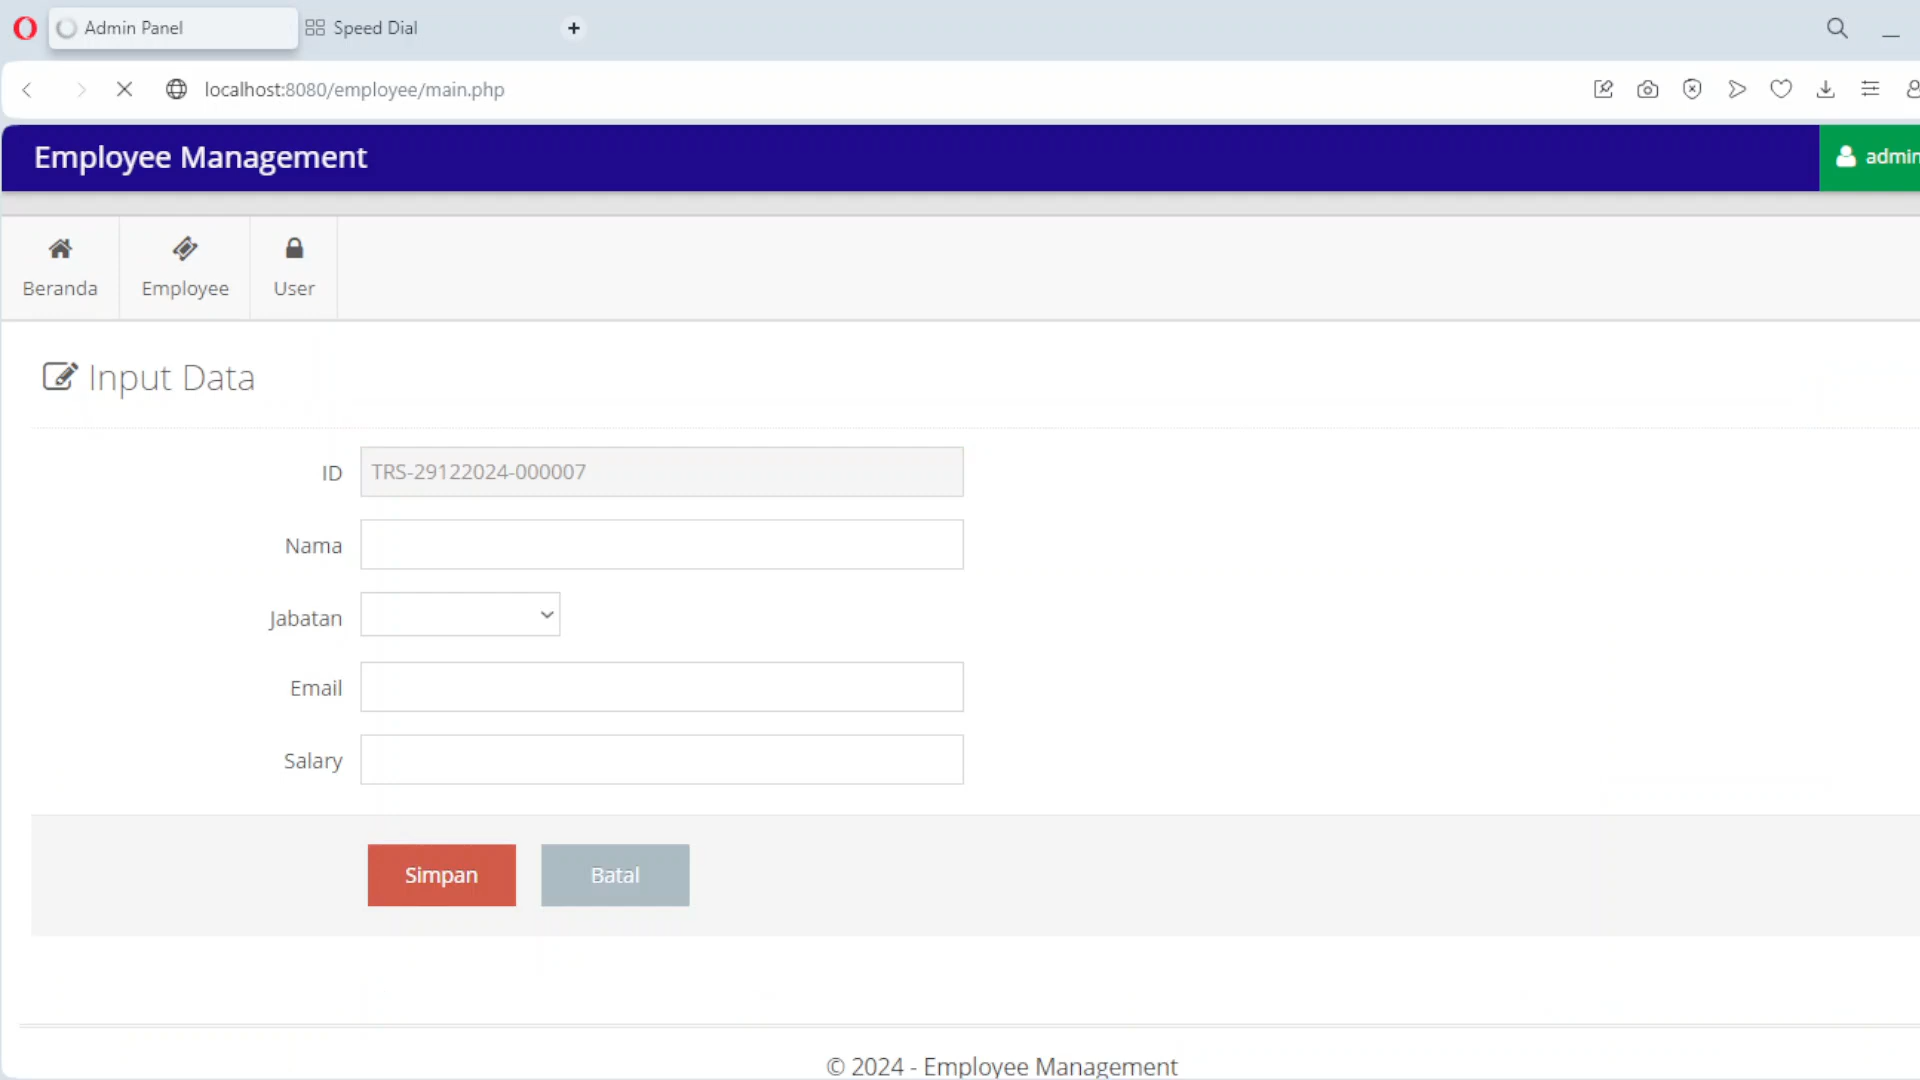 Admin Panel
Speed Dial
localhost:8080/employee/main.php
Employee Management
admin
Beranda
Employee
User
Input Data
ID
TRS-29122024-000007
Nama
Jabatan
Email
Salary
Simpan
Batal
© 2024 - Employee Management